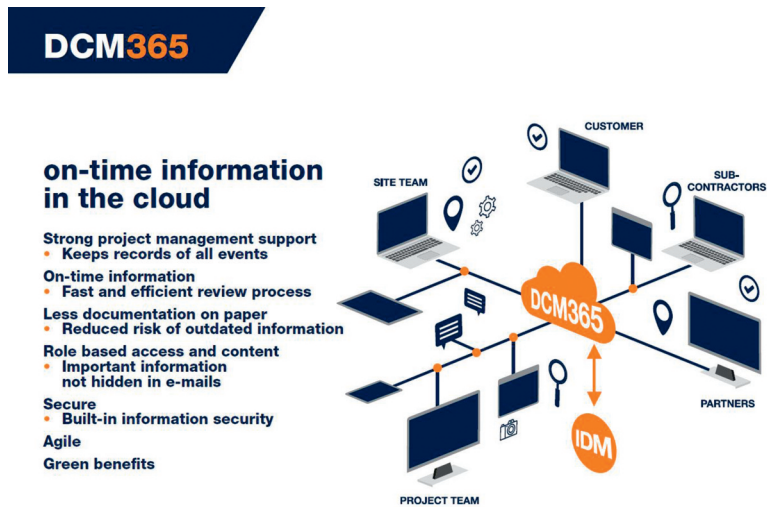 DCM365
on-time information
in the cloud
Strong project management support
• Keeps records of all events
On-time information
• Fast and efficient review process
Less documentation on paper
• Reduced risk of outdated information
Role based access and content
• Important information
not hidden in e-mails
Secure
• Built-in information security
Agile
Green benefits
CUSTOMER
SITE TEAM
SUB-
CONTRACTORS
DCM365
PARTNERS
IDM
PROJECT TEAM